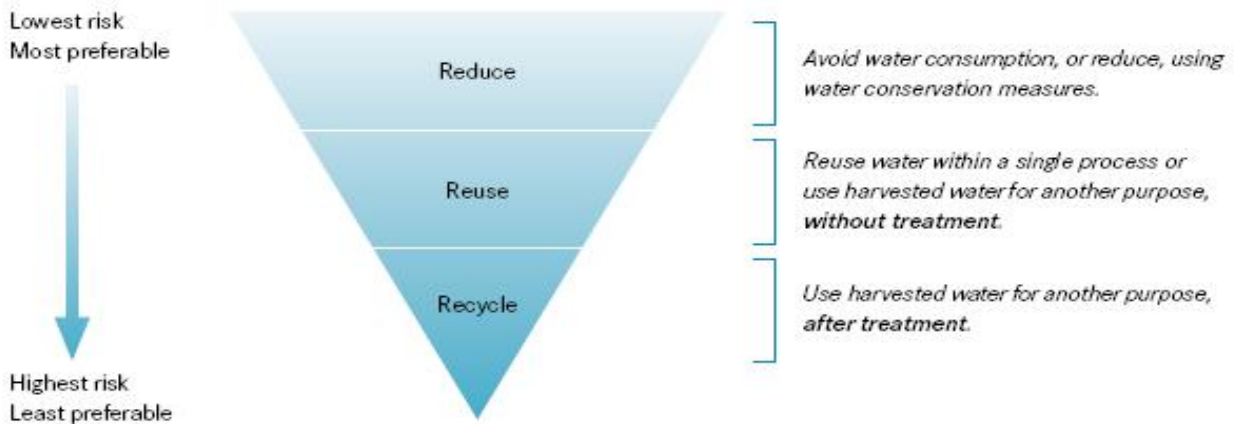 Lowest risk
Most preferable
Reduce
Avoid water consumption, or reduce, using
water conservation measures.
Reuse
Reuse water within a single process or
use harvested water for another purpose,
without treatment.
Recycle
Use harvested water for another purpose,
after treatment.
Highest risk
Least preferable